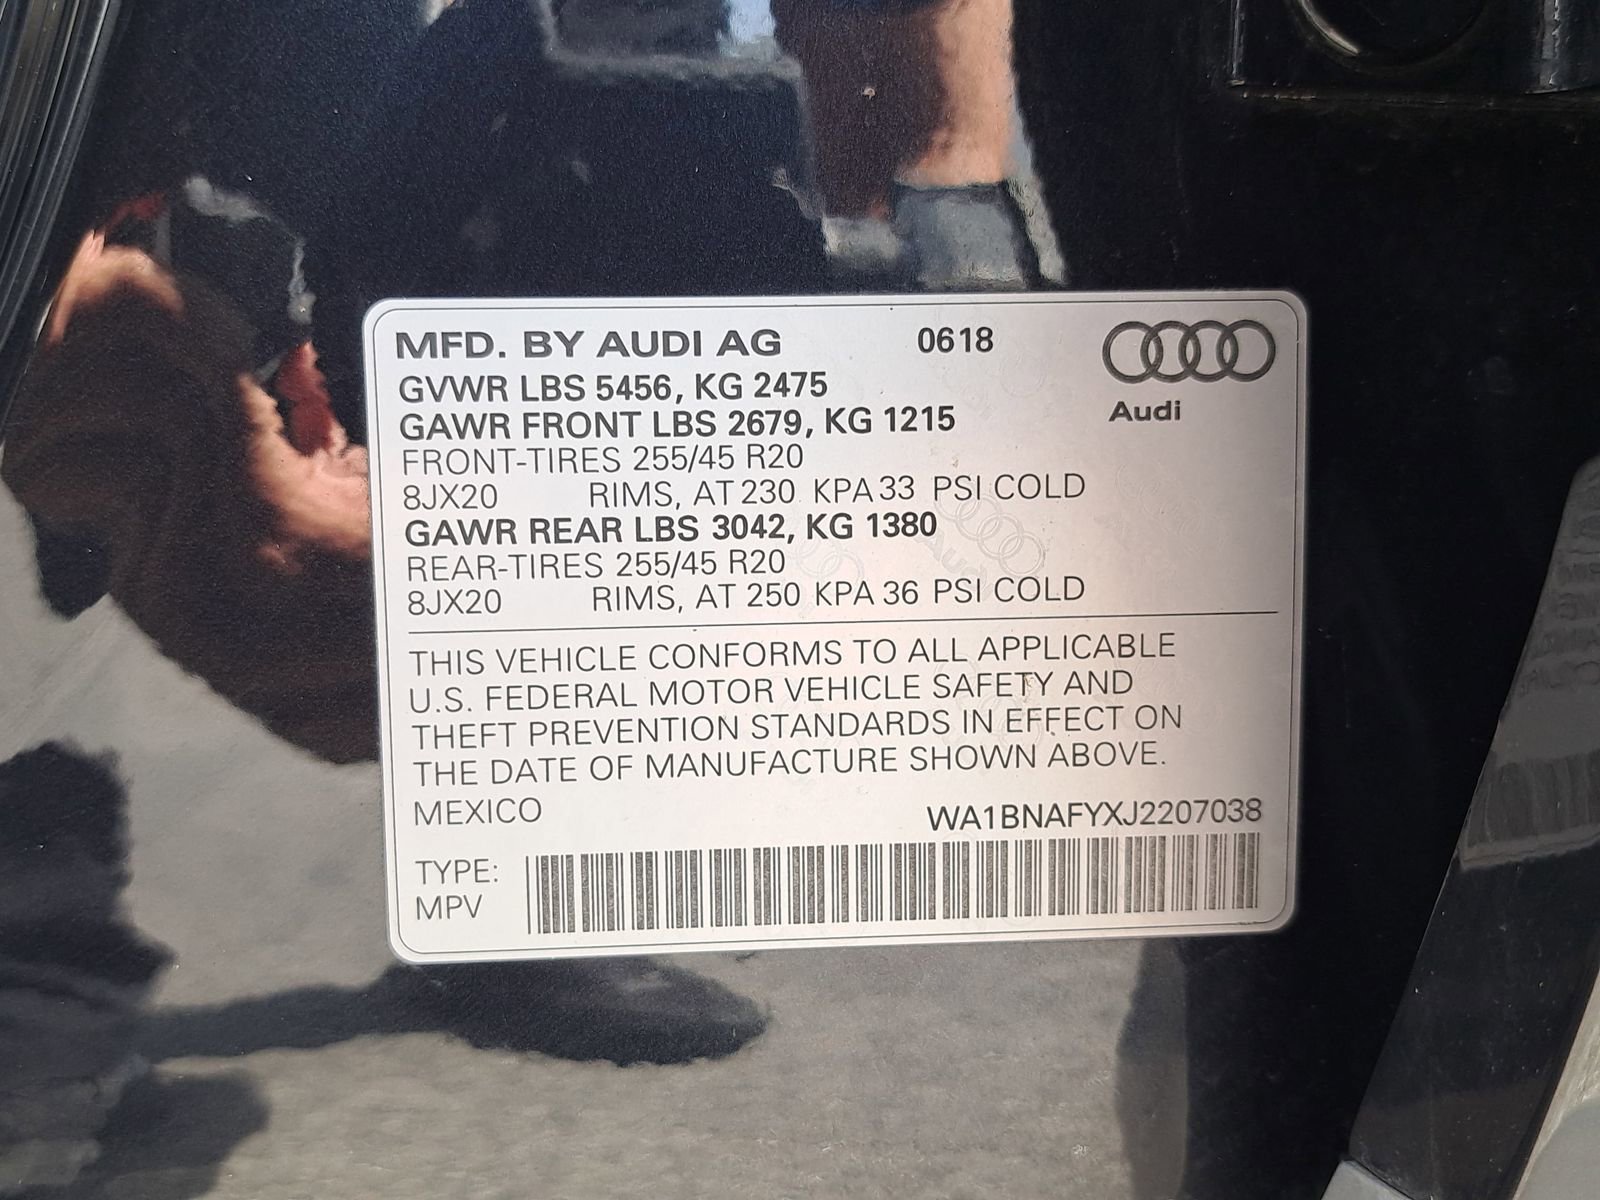 MFD. BY AUDI AG 0618
GVWR LBS 5456, KG 2475
GAWR FRONT LBS 2679, KG 1215
Audi
FRONT-TIRES 255/45 R20
8JX20 RIMS, AT 230 KPA 33 PSI COLD
GAWR REAR LBS 3042, KG 1380
REAR-TIRES 255/45 R20
8JX20 RIMS, AT 250 KPA 36 PSI COLD
THIS VEHICLE CONFORMS TO ALL APPLICABLE
U.S. FEDERAL MOTOR VEHICLE SAFETY AND
THEFT PREVENTION STANDARDS IN EFFECT ON
THE DATE OF MANUFACTURE SHOWN ABOVE.
MEXICO WA1BNAFYXJ2207038
TYPE:
MPV